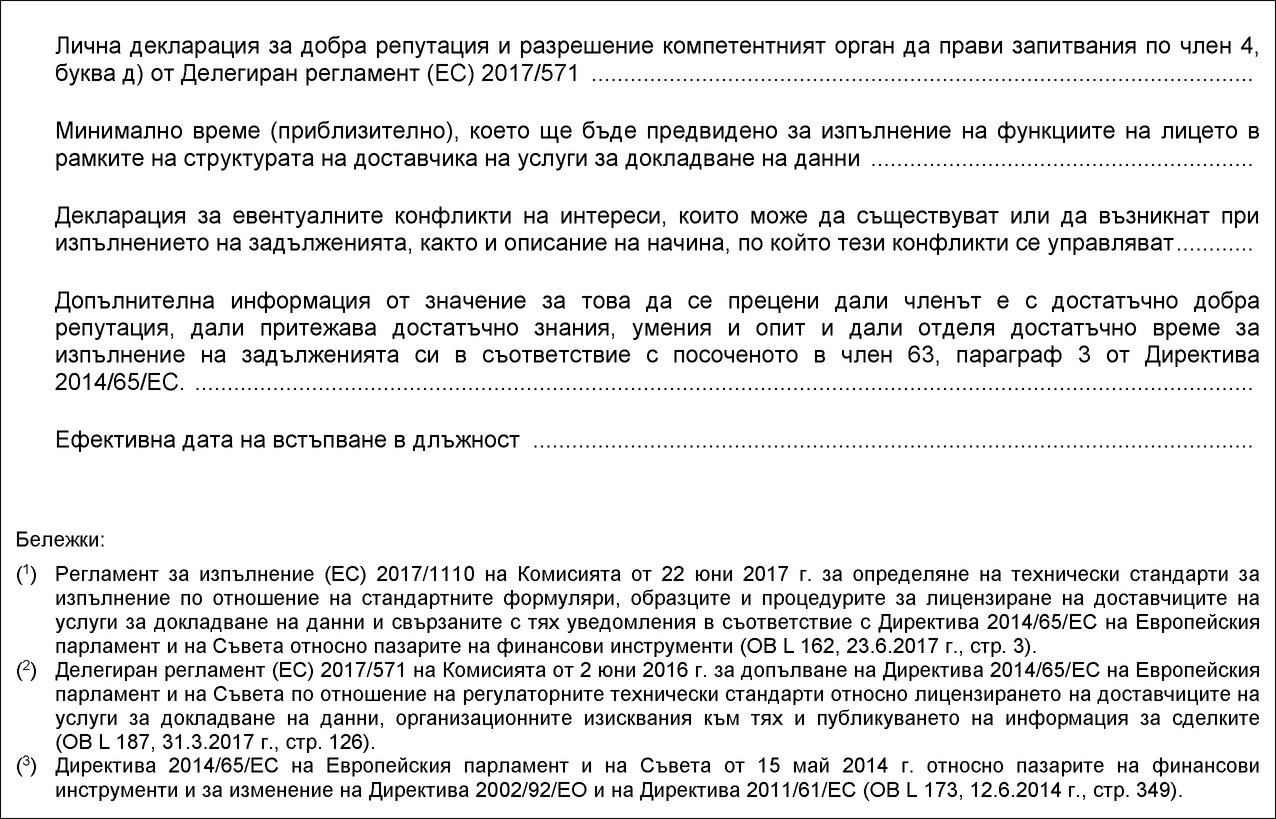 Лична декларация за добра репутация и разрешение компетентният орган да прави запитвания по член 4,
буква д) от Делегиран регламент (ЕС) 2017/571 ....................................................................................................
Минимално време (приблизително), което ще бъде предвидено за изпълнение на функциите на лицето в
рамките на структурата на доставчика на услуги за докладване на данни ..........................................................
Декларация за евентуалните конфликти на интереси, които може да съществуват или да възникнат при
изпълнението на задълженията, както и описание на начина, по който тези конфликти се управляват............
Допълнителна информация от значение за това да се прецени дали членът е с достатъчно добра
репутация, дали притежава достатъчно знания, умения и опит и дали отделя достатъчно време за
изпълнение на задълженията си в съответствие с посоченото в член 63, параграф 3 от Директива
2014/65/ЕС. ................................................................................................................................................................
Ефективна дата на встъпване в длъжност .............................................................................................................
Бележки:
(1) Регламент за изпълнение (ЕС) 2017/1110 на Комисията от 22 юни 2017 г. за определяне на технически стандарти за
изпълнение по отношение на стандартните формуляри, образците и процедурите за лицензиране на доставчиците на
услуги за докладване на данни и свързаните с тях уведомления в съответствие с Директива 2014/65/ЕС на Европейския
парламент и на Съвета относно пазарите на финансови инструменти (ОВ L 162, 23.6.2017 г., стр. 3).
(2) Делегиран регламент (ЕС) 2017/571 на Комисията от 2 юни 2016 г. за допълване на Директива 2014/65/ЕС на Европейския
парламент и на Съвета по отношение на регулаторните технически стандарти относно лицензирането на доставчиците на
услуги за докладване на данни, организационните изисквания към тях и публикуването на информация за сделките
(ОВ L 187, 31.3.2017 г., стр. 126).
(3) Директива 2014/65/ЕС на Европейския парламент и на Съвета от 15 май 2014 г. относно пазарите на финансови
инструменти и за изменение на Директива 2002/92/ЕО и на Директива 2011/61/ЕС (ОВ L 173, 12.6.2014 г., стр. 349).